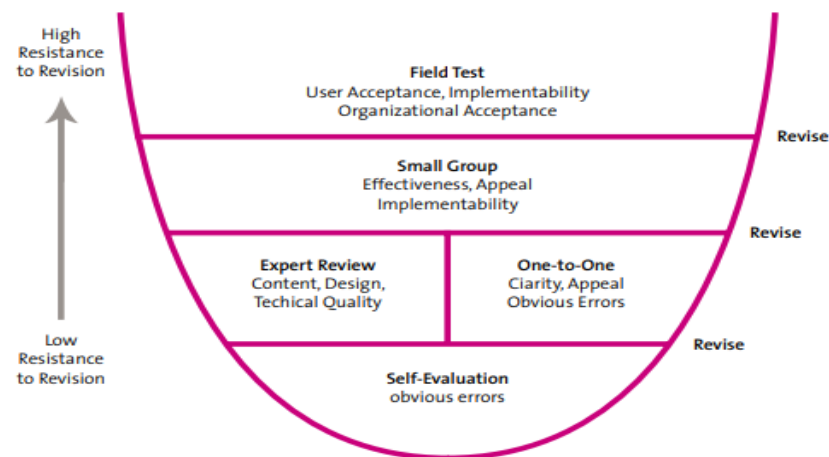 High
Resistance
to Revision
Field Test
User Acceptance, Implementability
Organizational Acceptance
Revise
Small Group
Effectiveness, Appeal
Implementability
Revise
Expert Review
Content, Design,
Techical Quality
One-to-One
Ciarity, Appeal
Obvious Errors
Revise
Low
Resistance
to Revision
Self-Evaluation
obvious errors